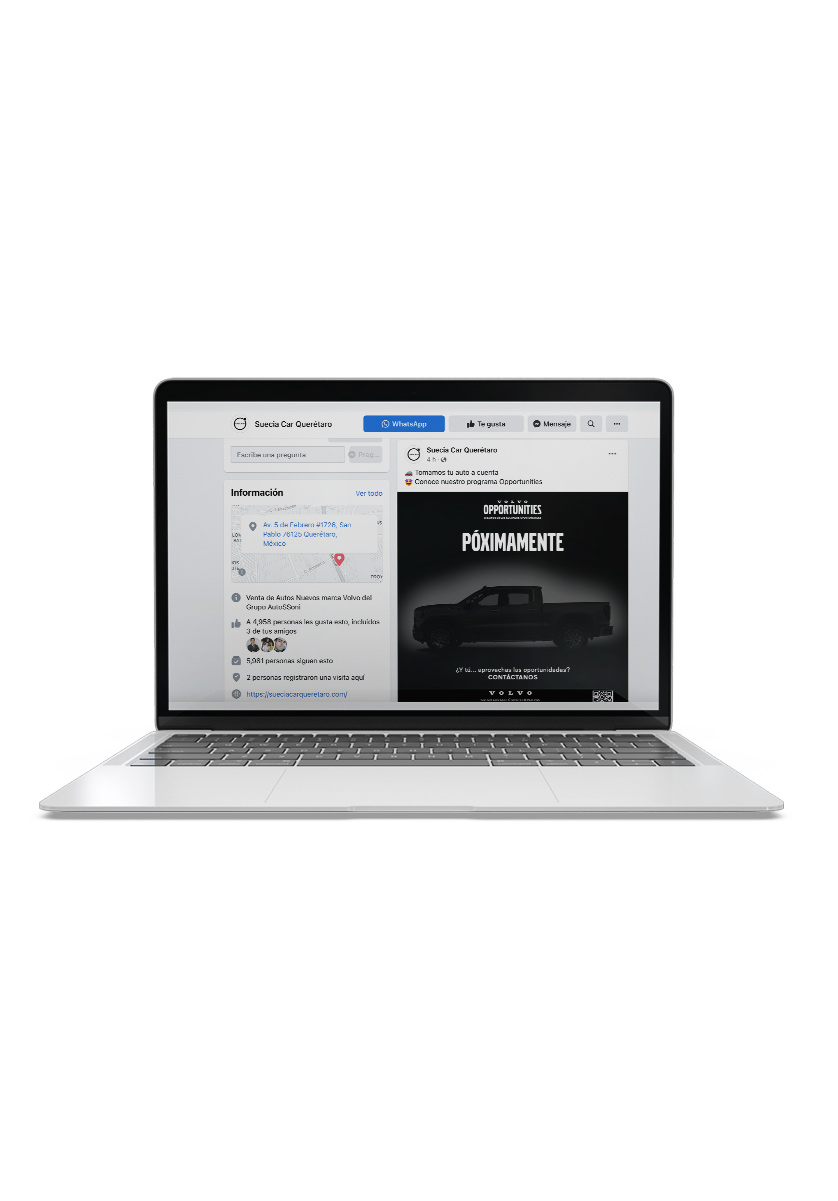 Suecia Car Querétaro
WhatsApp
Te gusta
Mensaje
Escribe una pregunta
Preg...
Información
Ver todo
Av. 5 de Febrero #1726, San
Pablo 76125 Querétaro,
México
Venta de Autos Nuevos marca Volvo del
Grupo AutoSSoni
A 4,958 personas les gusta esto, incluidos
3 de tus amigos
5,981 personas siguen esto
2 personas registraron una visita aquí
https://sueciacarqueretaro.com/
Suecia Car Querétaro
4 h
Tomamos tu auto a cuenta
Conoce nuestro programa Opportunities
VOLVO
OPPORTUNITIES
PÓXIMAMENTE
¿Y tú... aprovechas las oportunidades?
CONTÁCTANOS
VOLVO